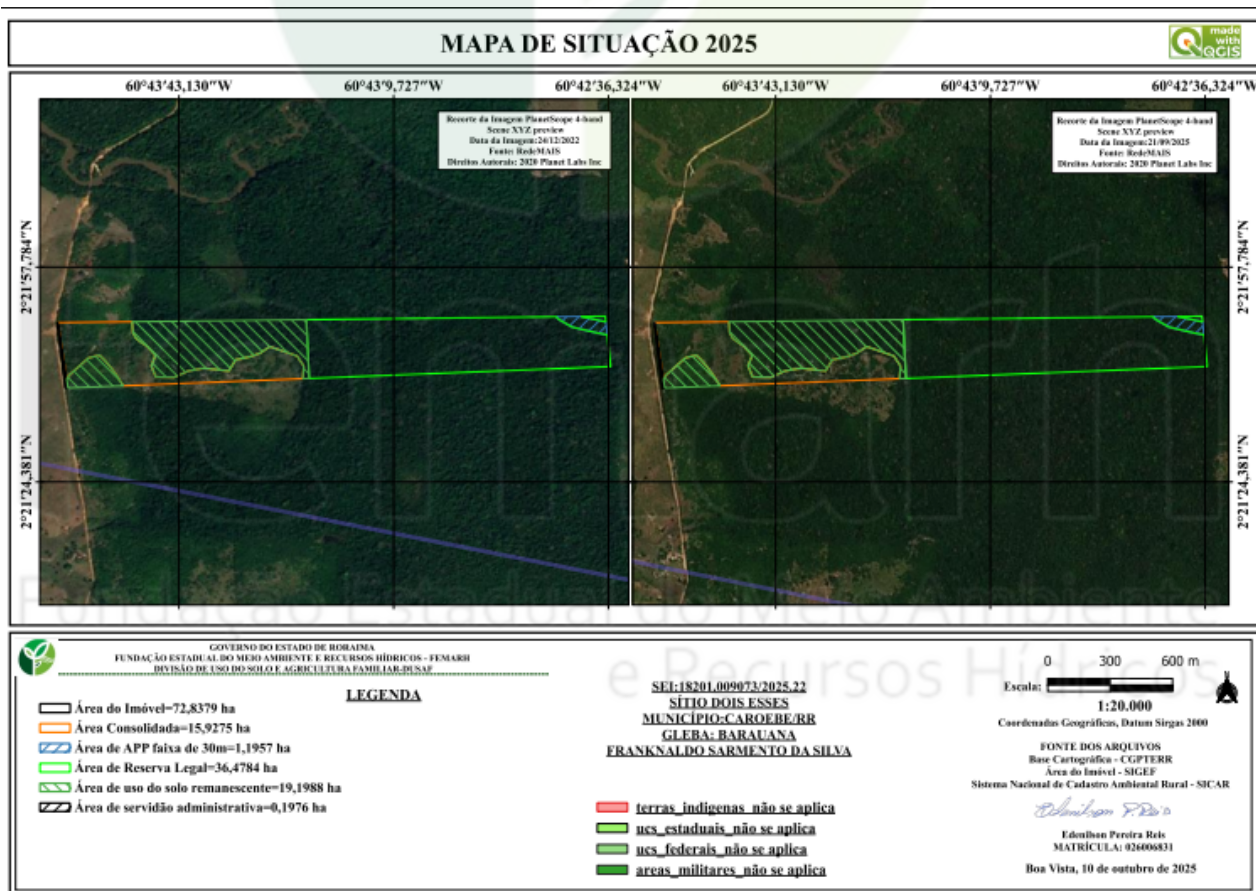 MAPA DE SITUAÇÃO 2025
made
with
QGIS
60°43'43,130"W
60°43'9,727"W
60°42'36,324"W
60°43'43,130"W
60°43'9,727"W
60°42'36,324"W
Recorte da Imagem PlanetScope 4-band
Scene XYZ preview
Data da Imagem:24/12/2022
Fonte: RedeMAIS
Direitos Autorais: 2020 Planet Labs Inc
Recorte da Imagem PlanetScope 4-band
Scene XYZ preview
Data da Imagem:21/09/2025
Fonte: RedeMAIS
Direitos Autorais: 2020 Planet Labs Inc
2°21'57,784"N
2°21'24,381"N
2°21'57,784"N
2°21'24,381"N
femarh
Fundação Estadual do Meio Ambiente
e Recursos Hídricos
GOVERNO DO ESTADO DE RORAIMA
FUNDAÇÃO ESTADUAL DO MEIO AMBIENTE E RECURSOS HÍDRICOS - FEMARH
DIVISÃO DE USO DO SOLO E AGRICULTURA FAMILIAR-DUSAF
LEGENDA
Área do Imóvel=72,8379 ha
Área Consolidada=15,9275 ha
Área de APP faixa de 30m=1,1957 ha
Área de Reserva Legal=36,4784 ha
Área de uso do solo remanescente=19,1988 ha
Área de servidão administrativa=0,1976 ha
SEI:18201.009073/2025.22
SÍTIO DOIS ESSES
MUNICÍPIO:CAROEBE/RR
GLEBA: BARAUANA
FRANKNALDO SARMENTO DA SILVA
terras_indigenas_não se aplica
ucs_estaduais_não se aplica
ucs_federais_não se aplica
areas_militares_não se aplica
0 300 600 m
Escala:
1:20.000
Coordenadas Geográficas, Datum Sirgas 2000
FONTE DOS ARQUIVOS
Base Cartográfica - CGPTERR
Área do Imóvel - SIGEF
Sistema Nacional de Cadastro Ambiental Rural - SICAR
Edenilson P. Reis
Edenilson Pereira Reis
MATRÍCULA: 026006831
Boa Vista, 10 de outubro de 2025